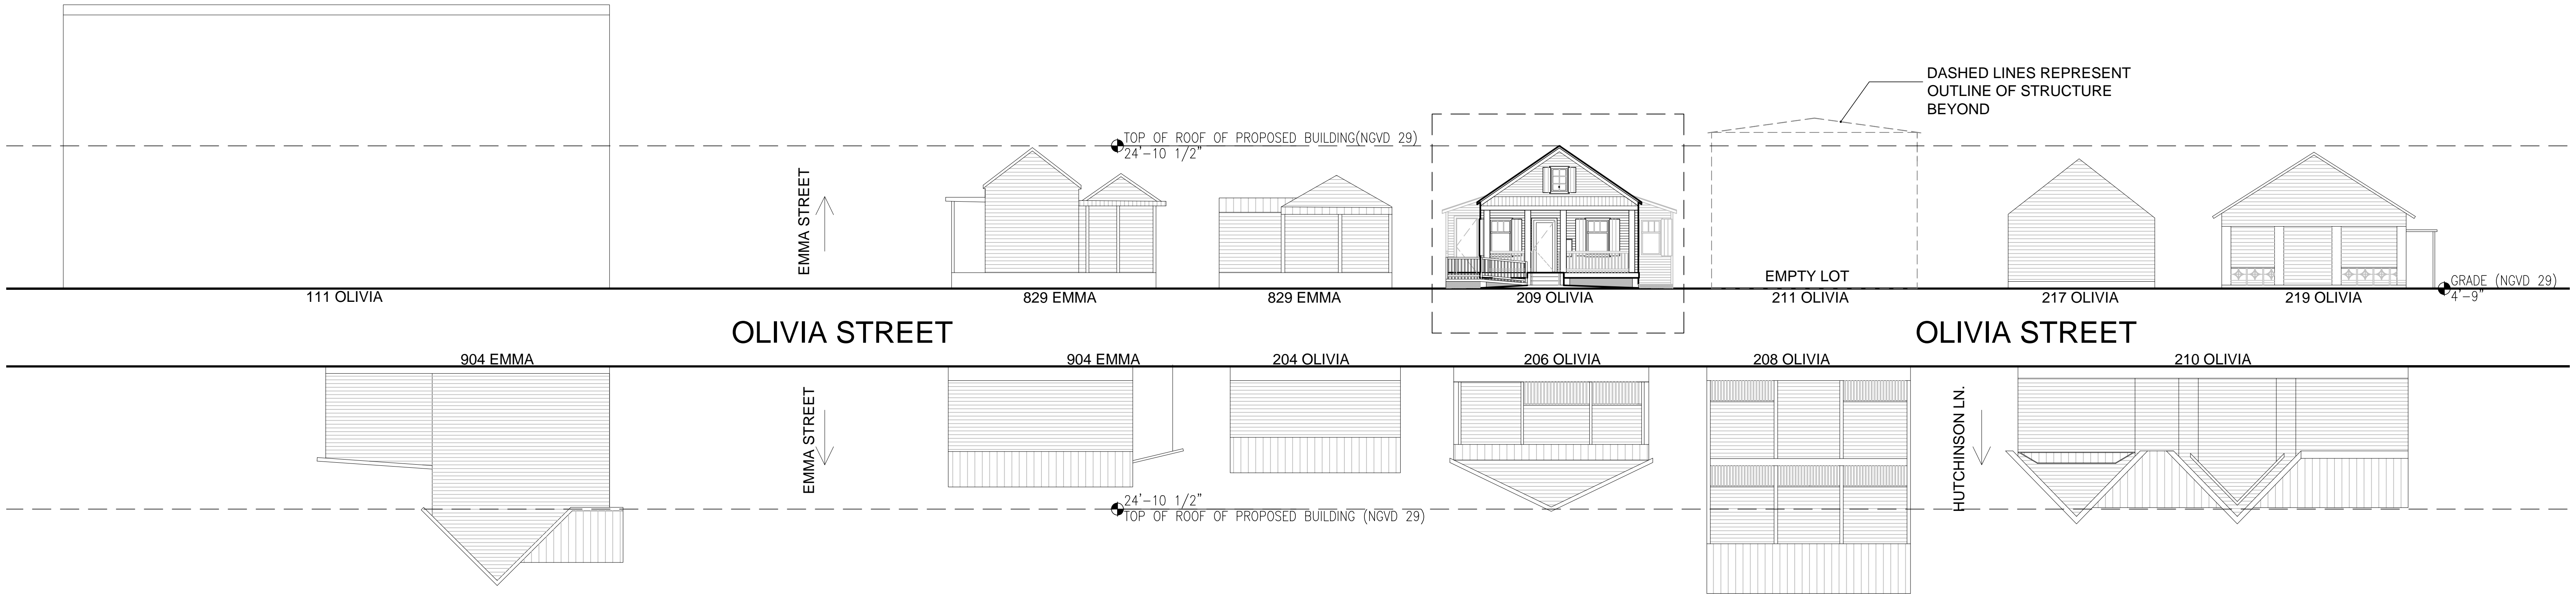 DASHED LINES REPRESENT
OUTLINE OF STRUCTURE
BEYOND
TOP OF ROOF OF PROPOSED BUILDING(NGVD 29)
24'-10 1/2"
EMMA STREET
EMPTY LOT
GRADE (NGVD 29)
4'-9"
111 OLIVIA
829 EMMA
829 EMMA
209 OLIVIA
211 OLIVIA
217 OLIVIA
219 OLIVIA
OLIVIA STREET
OLIVIA STREET
904 EMMA
904 EMMA
204 OLIVIA
206 OLIVIA
208 OLIVIA
210 OLIVIA
EMMA STREET
HUTCHINSON LN.
24'-10 1/2"
TOP OF ROOF OF PROPOSED BUILDING (NGVD 29)